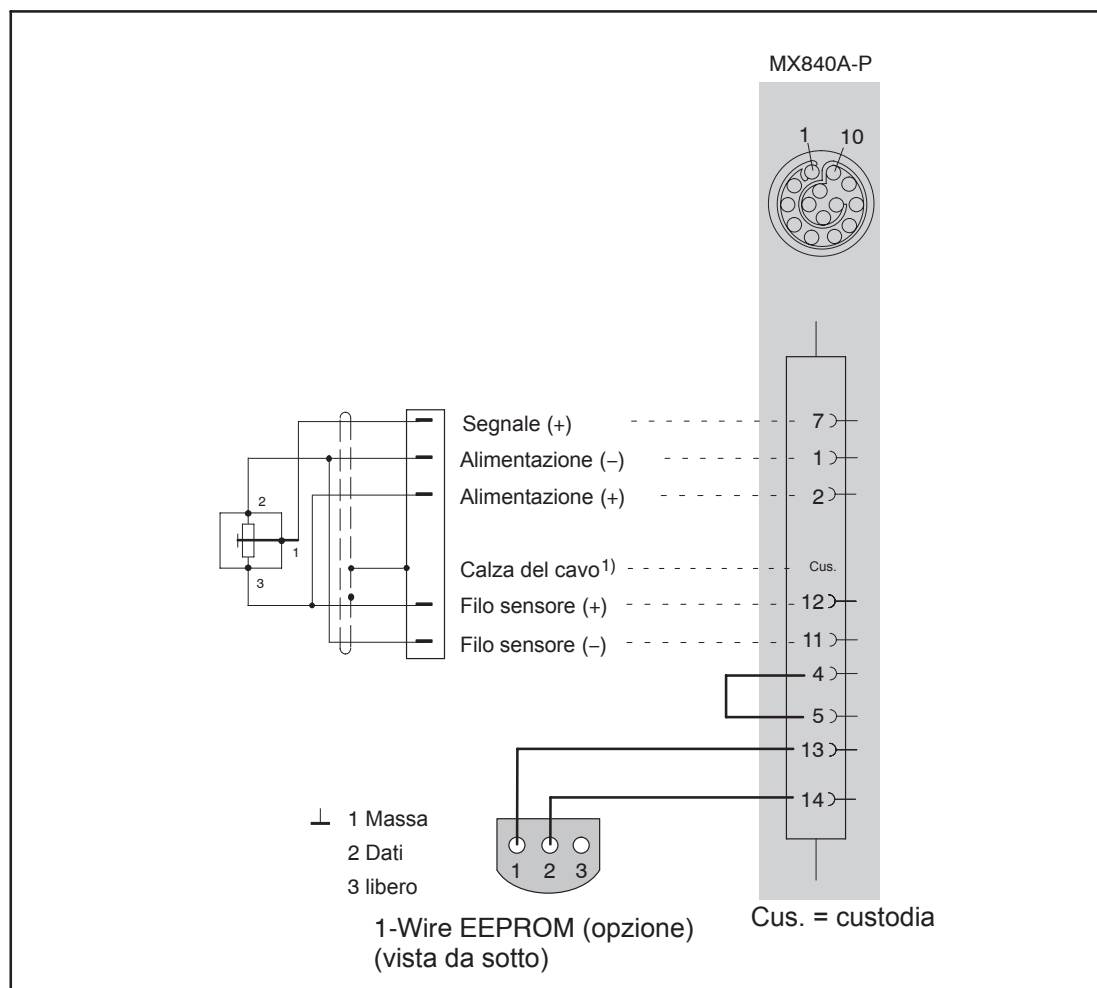 MX840A-P
1 10
Segnale (+) 7
Alimentazione (–) 1
Alimentazione (+) 2
2
1
3
Calza del cavo1) Cus.
Filo sensore (+) 12
Filo sensore (–) 11
4
5
13
14
1 Massa
2 Dati
3 libero
1 2 3
1-Wire EEPROM (opzione)
(vista da sotto)
Cus. = custodia